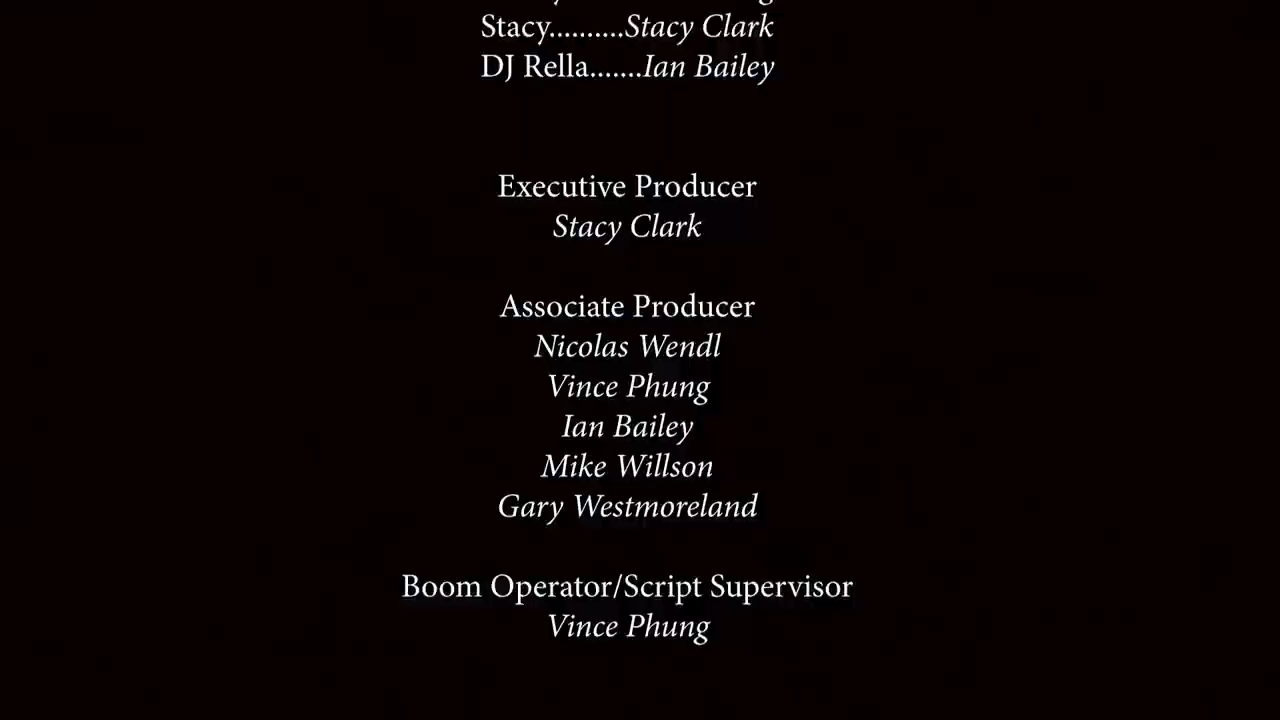 Stacy..........Stacy Clark
DJ Rella.......Ian Bailey
Executive Producer
Stacy Clark
Associate Producer
Nicolas Wendl
Vince Phung
Ian Bailey
Mike Willson
Gary Westmoreland
Boom Operator/Script Supervisor
Vince Phung